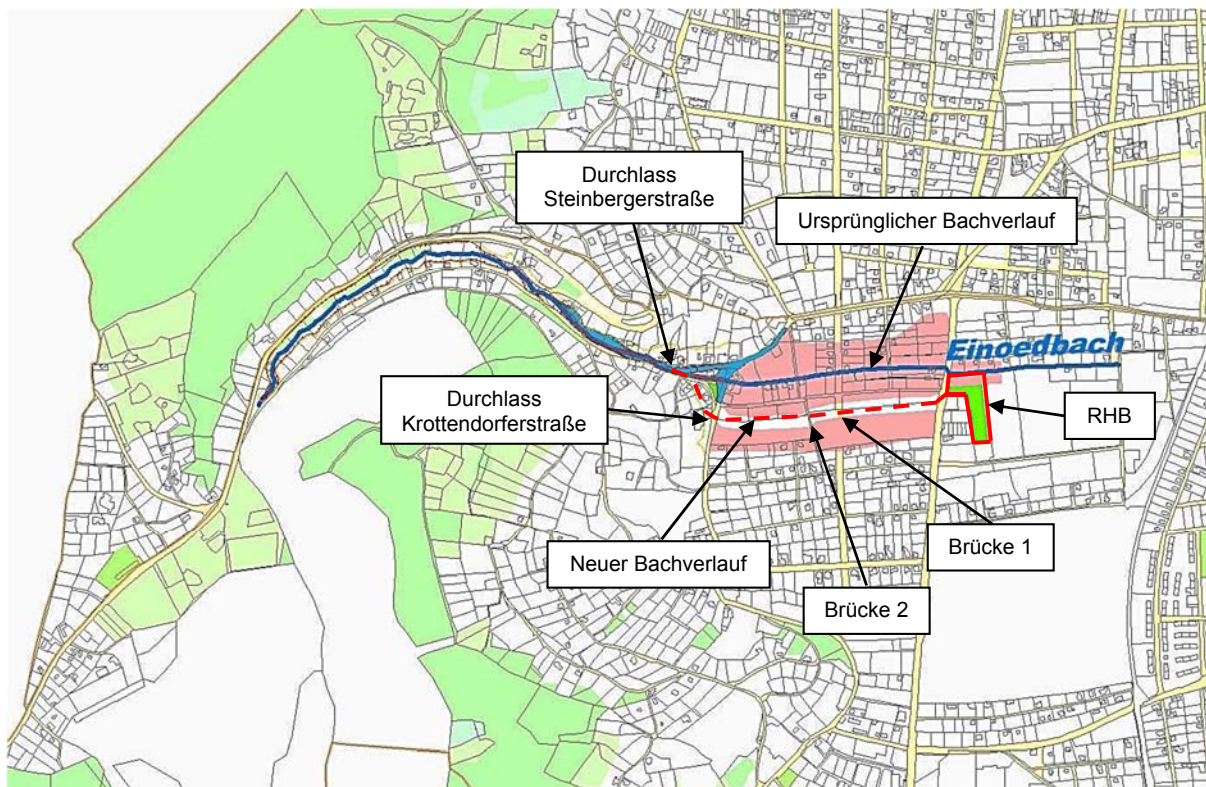 Durchlass
Steinbergerstraße
Ursprünglicher Bachverlauf
Einoedbach
Durchlass
Krottendorferstraße
RHB
Neuer Bachverlauf
Brücke 1
Brücke 2